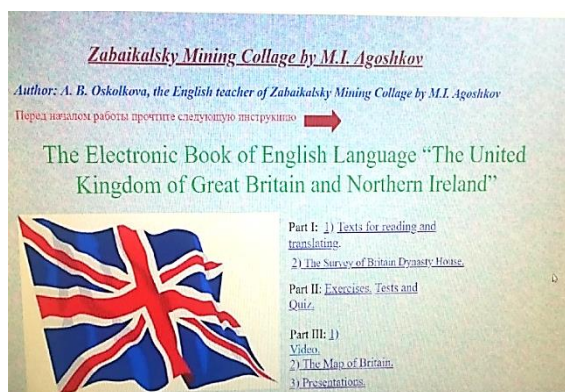 Zabaikalsky Mining Collage by M.I. Agoshkov
Author: A. B. Oskolkova, the English teacher of Zabaikalsky Mining Collage by M.I. Agoshkov
Перед началом работы прочтите следующую инструкцию
The Electronic Book of English Language “The United
Kingdom of Great Britain and Northern Ireland”
Part I: 1) Texts for reading and
translating.
2) The Survey of Britain Dynasty House.
Part II: Exercises. Tests and
Quiz.
Part III: 1)
Video.
2) The Map of Britain.
3) Presentations.